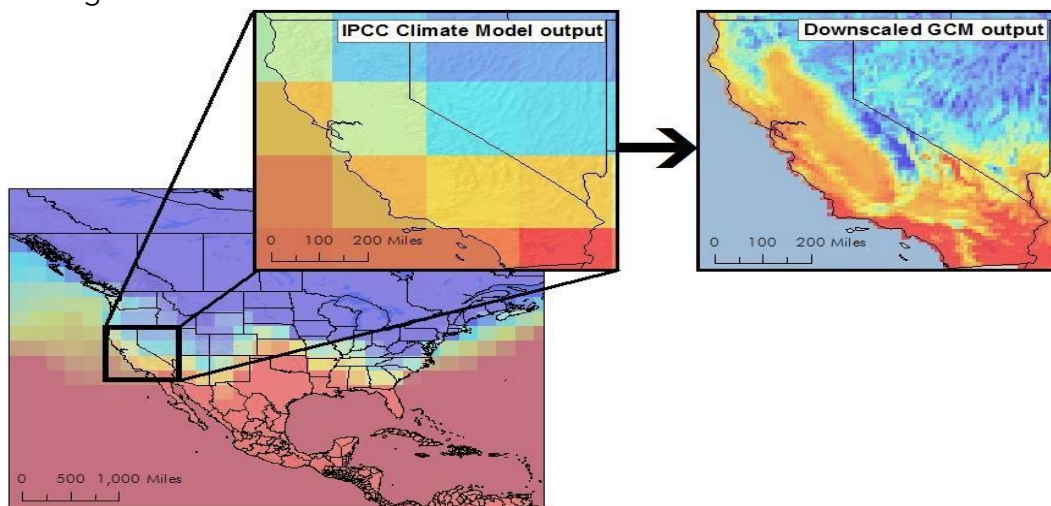 IPCC Climate Model output
Downscaled GCM output
0 100 200 Miles
0 100 200 Miles
0 500 1,000 Miles